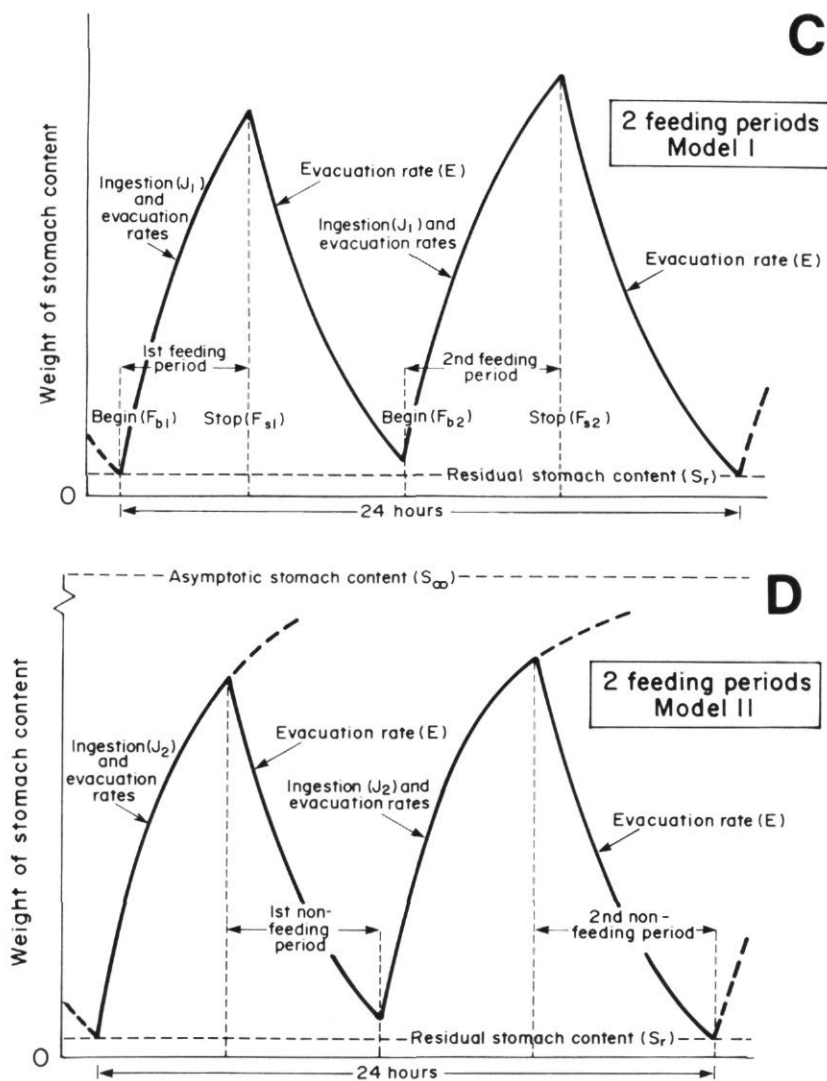 C
2 feeding periods
Model I
Weight of stomach content
Ingestion (J1)
and
evacuation
rates
Evacuation rate (E)
Ingestion (J1) and
evacuation rates
Evacuation rate (E)
1st feeding
period
2nd feeding
period
Begin (Fb1)
Stop (Fs1)
Begin (Fb2)
Stop (Fs2)
Residual stomach content (Sr)
0
24 hours
Asymptotic stomach content (S∞)
D
2 feeding periods
Model II
Weight of stomach content
Ingestion (J2)
and
evacuation
rates
Evacuation rate (E)
Ingestion (J2) and
evacuation rates
Evacuation rate (E)
1st non-
feeding
period
2nd non-
feeding period
Residual stomach content (Sr)
0
24 hours